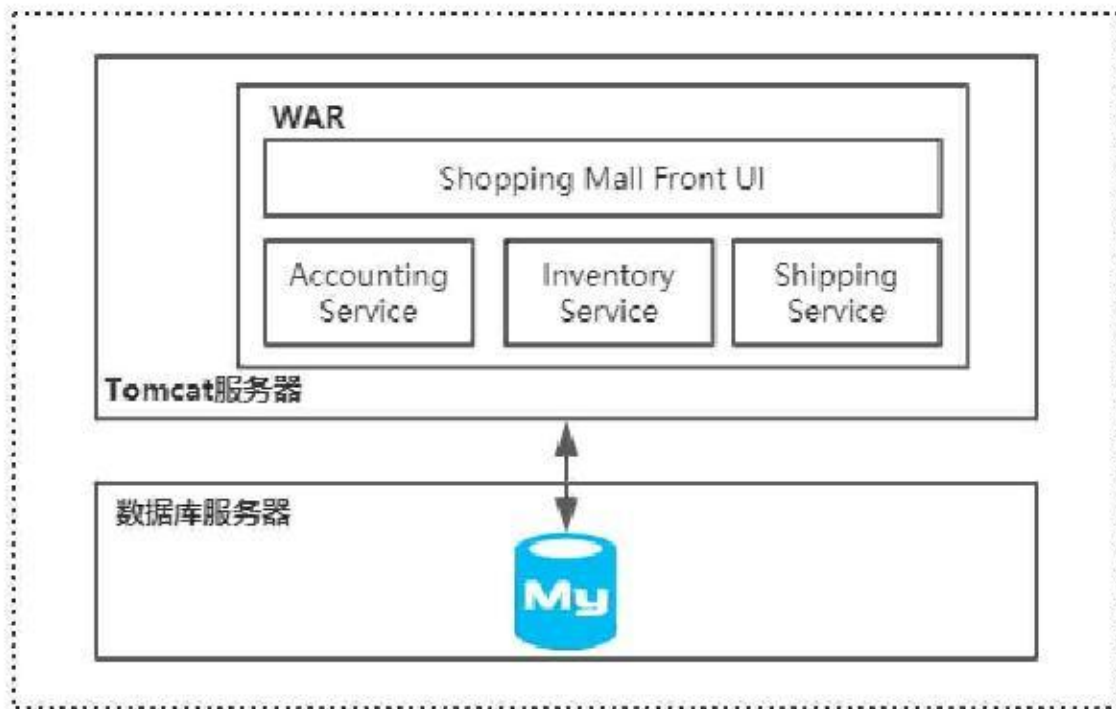 WAR
Shopping Mall Front UI
Accounting
Service
Inventory
Service
Shipping
Service
Tomcat服务器
数据库服务器
My